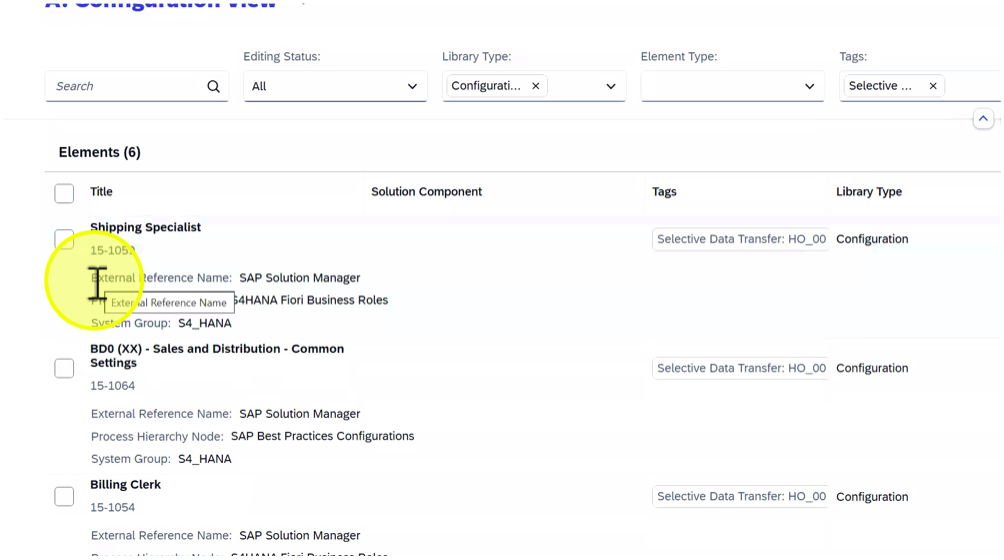 A. Configuration View
Editing Status: Library Type: Element Type: Tags:
Search All Configurati... Selective ...
Elements (6)
Title Solution Component Tags Library Type
Shipping Specialist
15-1059 Selective Data Transfer: HO_00 Configuration
External Reference Name: SAP Solution Manager
S4HANA Fiori Business Roles
External Reference Name
System Group: S4_HANA
BD0 (XX) - Sales and Distribution - Common
Settings Selective Data Transfer: HO_00 Configuration
15-1064
External Reference Name: SAP Solution Manager
Process Hierarchy Node: SAP Best Practices Configurations
System Group: S4_HANA
Billing Clerk
15-1054 Selective Data Transfer: HO_00 Configuration
External Reference Name: SAP Solution Manager
Process Hierarchy Node: S4HANA Fiori Business Roles